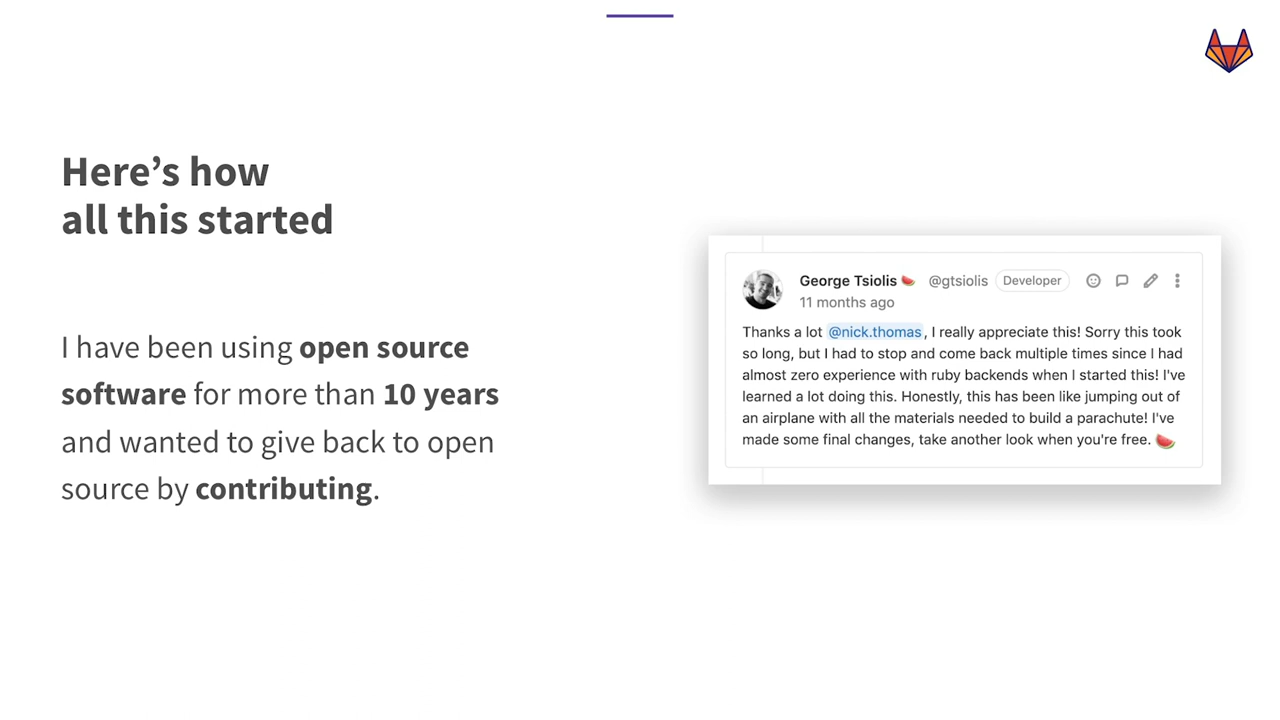 Here’s how
all this started
I have been using open source
software for more than 10 years
and wanted to give back to open
source by contributing.
George Tsiolis 🍉 @gtsiolis Developer
11 months ago
Thanks a lot @nick.thomas, I really appreciate this! Sorry this took
so long, but I had to stop and come back multiple times since I had
almost zero experience with ruby backends when I started this! I've
learned a lot doing this. Honestly, this has been like jumping out of
an airplane with all the materials needed to build a parachute! I've
made some final changes, take another look when you're free. 🍉